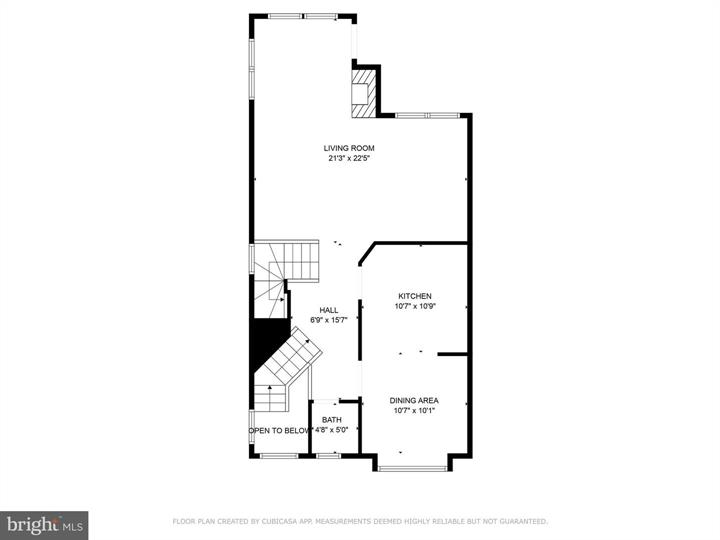 LIVING ROOM
21'3" x 22'5"
KITCHEN
10'7" x 10'9"
HALL
6'9" x 15'7"
DINING AREA
10'7" x 10'1"
BATH
4'8" x 5'0"
OPEN TO BELOW
FLOOR PLAN CREATED BY CUBICASA APP. MEASUREMENTS DEEMED HIGHLY RELIABLE BUT NOT GUARANTEED.
bright MLS